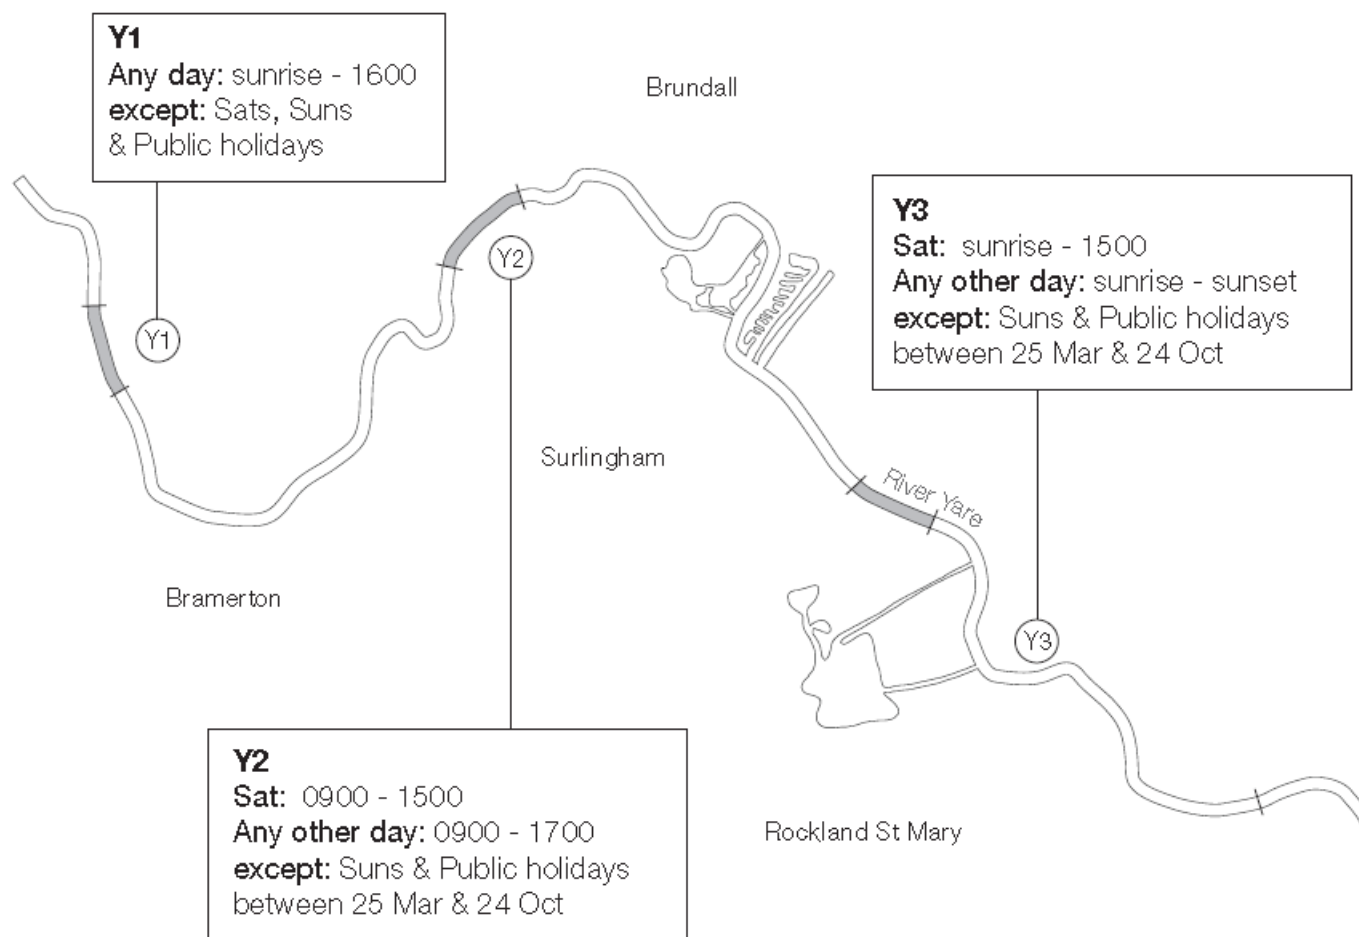 Y1
Any day: sunrise - 1600
except: Sats, Suns
& Public holidays
Brundall
Y3
Sat: sunrise - 1500
Any other day: sunrise - sunset
except: Suns & Public holidays
between 25 Mar & 24 Oct
Y2
Y1
Surlingham
River Yare
Bramerton
Y3
Y2
Sat: 0900 - 1500
Any other day: 0900 - 1700
except: Suns & Public holidays
between 25 Mar & 24 Oct
Rockland St Mary